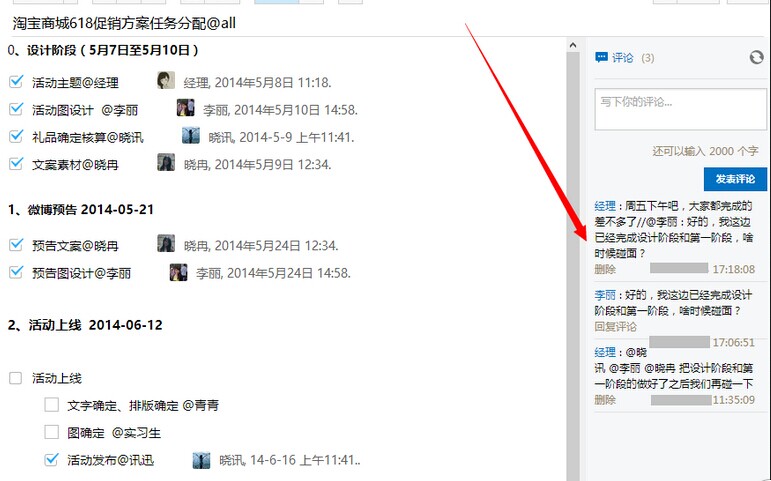 淘宝商城618促销方案任务分配@all
0、设计阶段（5月7日至5月10日）
活动主题@经理 经理, 2014年5月8日 11:18.
活动图设计 @李丽 李丽, 2014年5月10日 14:58.
礼品确定核算@晓讯 晓讯, 2014-5-9 上午11:41.
文案素材@晓冉 晓冉, 2014年5月9日 12:34.
1、微博预告 2014-05-21
预告文案@晓冉 晓冉, 2014年5月24日 12:34.
预告图设计@李丽 李丽, 2014年5月24日 14:58.
2、活动上线 2014-06-12
活动上线
文字确定、排版确定 @青青
图确定 @实习生
活动发布@讯迅 晓讯, 14-6-16 上午11:41..
评论 (3)
写下你的评论...
还可以输入 2000 个字
发表评论
经理：周五下午吧，大家都完成的
差不多了//@李丽：好的，我这边
已经完成设计阶段和第一阶段，啥
时候碰面？
删除 17:18:08
李丽：好的，我这边已经完成设计
阶段和第一阶段，啥时候碰面？
回复评论
17:06:51
经理：@晓
讯 @李丽 @晓冉 把设计阶段和第
一阶段的做好了之后我们再碰一下
删除 11:35:09